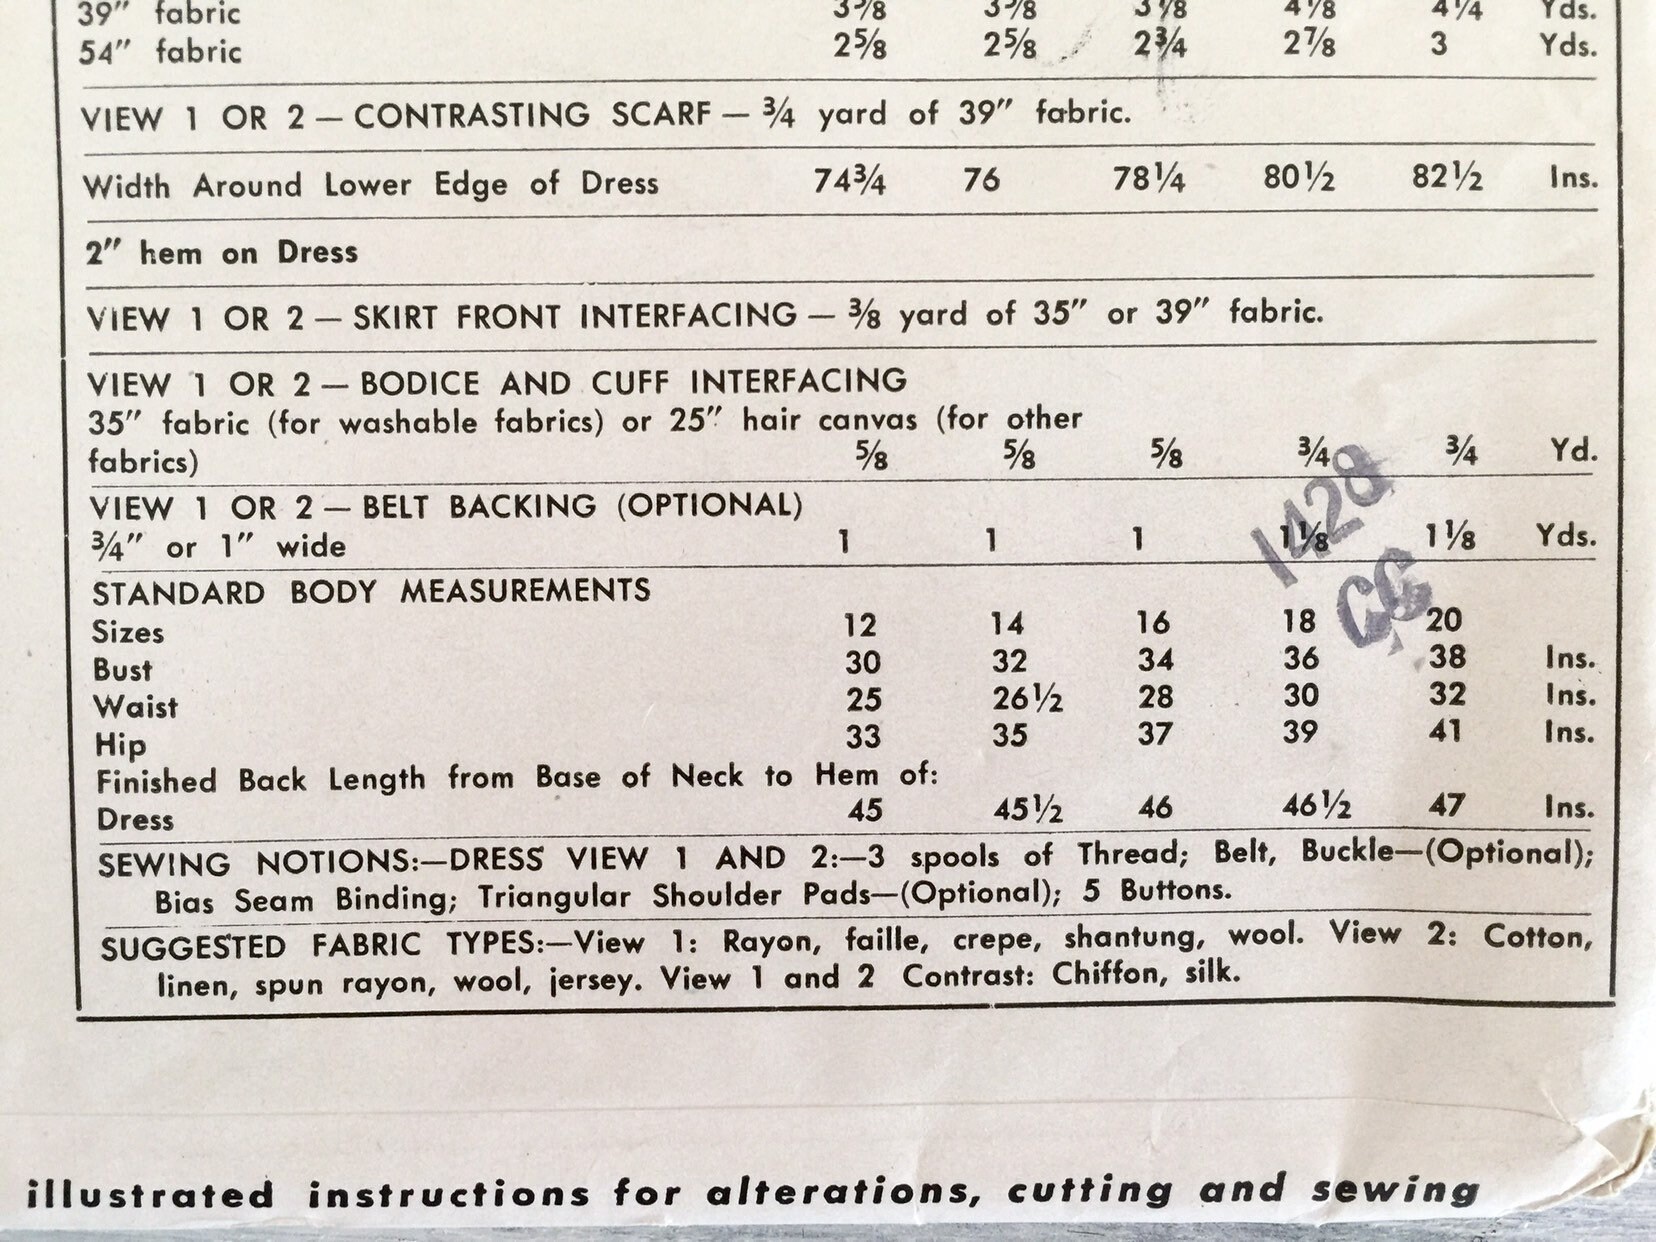 39″ fabric 3⅜ 3⅜ 3⅞ 4⅛ 4¼ Yds.
54″ fabric 2⅝ 2⅝ 2¾ 2⅞ 3 Yds.
VIEW 1 OR 2 — CONTRASTING SCARF — ¾ yard of 39″ fabric.
Width Around Lower Edge of Dress 74¾ 76 78¼ 80½ 82½ Ins.
2″ hem on Dress
VIEW 1 OR 2 — SKIRT FRONT INTERFACING — ⅜ yard of 35″ or 39″ fabric.
VIEW 1 OR 2 — BODICE AND CUFF INTERFACING
35″ fabric (for washable fabrics) or 25″ hair canvas (for other
fabrics) ⅝ ⅝ ⅝ ¾ ¾ Yd.
VIEW 1 OR 2 — BELT BACKING (OPTIONAL)
¾″ or 1″ wide 1 1 1 1⅛ 1⅛ Yds.
1428
CG
STANDARD BODY MEASUREMENTS
Sizes 12 14 16 18 20
Bust 30 32 34 36 38 Ins.
Waist 25 26½ 28 30 32 Ins.
Hip 33 35 37 39 41 Ins.
Finished Back Length from Base of Neck to Hem of:
Dress 45 45½ 46 46½ 47 Ins.
SEWING NOTIONS:—DRESS VIEW 1 AND 2:—3 spools of Thread; Belt, Buckle—(Optional);
Bias Seam Binding; Triangular Shoulder Pads—(Optional); 5 Buttons.
SUGGESTED FABRIC TYPES:—View 1: Rayon, faille, crepe, shantung, wool. View 2: Cotton,
linen, spun rayon, wool, jersey. View 1 and 2 Contrast: Chiffon, silk.
illustrated instructions for alterations, cutting and sewing